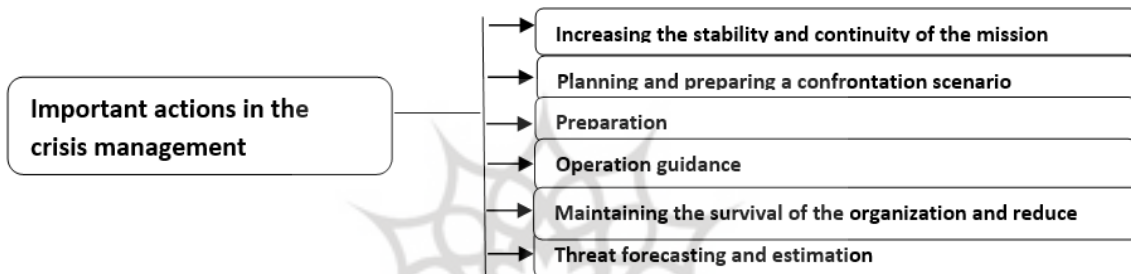 Important actions in the
crisis management
Increasing the stability and continuity of the mission
Planning and preparing a confrontation scenario
Preparation
Operation guidance
Maintaining the survival of the organization and reduce
Threat forecasting and estimation